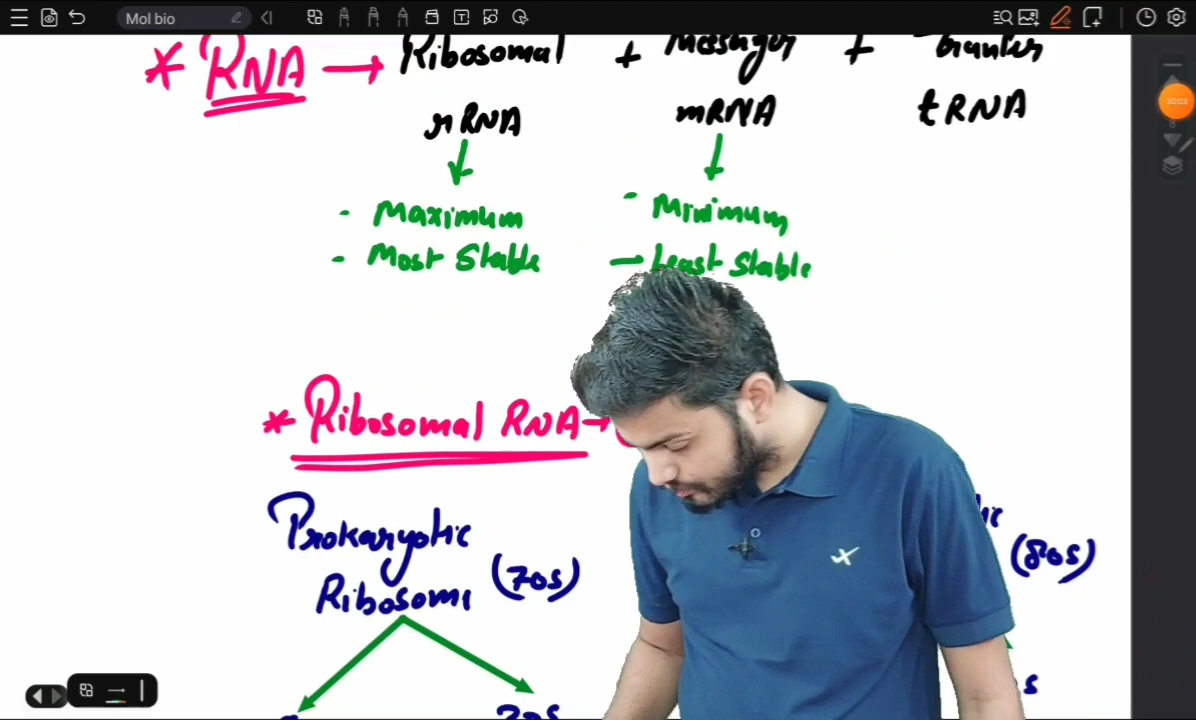 Mol bio
* RNA → Ribosomal + Messenger + Transfer
rRNA mRNA tRNA
- Maximum - Minimum
- Most Stable - Least Stable
* Ribosomal RNA →
Prokaryotic
Ribosome (70s) (80s)
30s s